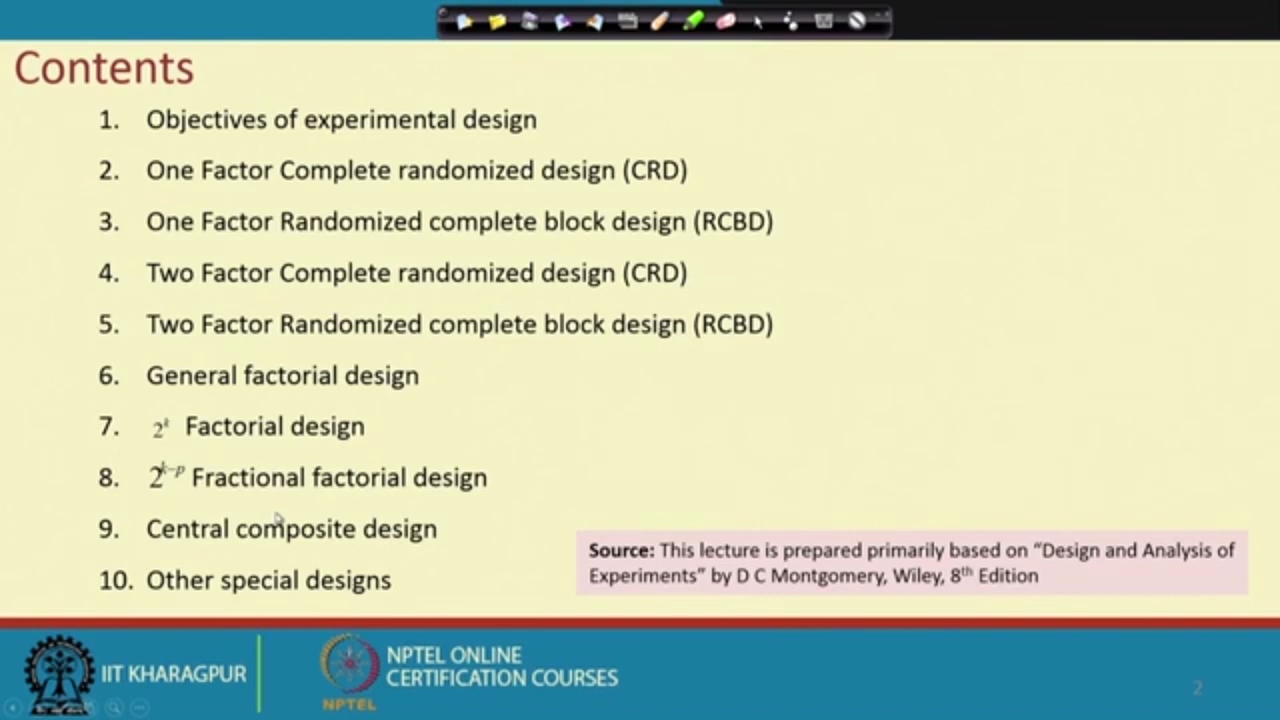 Contents
1. Objectives of experimental design
2. One Factor Complete randomized design (CRD)
3. One Factor Randomized complete block design (RCBD)
4. Two Factor Complete randomized design (CRD)
5. Two Factor Randomized complete block design (RCBD)
6. General factorial design
7. 2^k Factorial design
8. 2^{k-p} Fractional factorial design
9. Central composite design
10. Other special designs
Source: This lecture is prepared primarily based on “Design and Analysis of
Experiments” by D C Montgomery, Wiley, 8th Edition
IIT KHARAGPUR
NPTEL ONLINE
CERTIFICATION COURSES
NPTEL
2